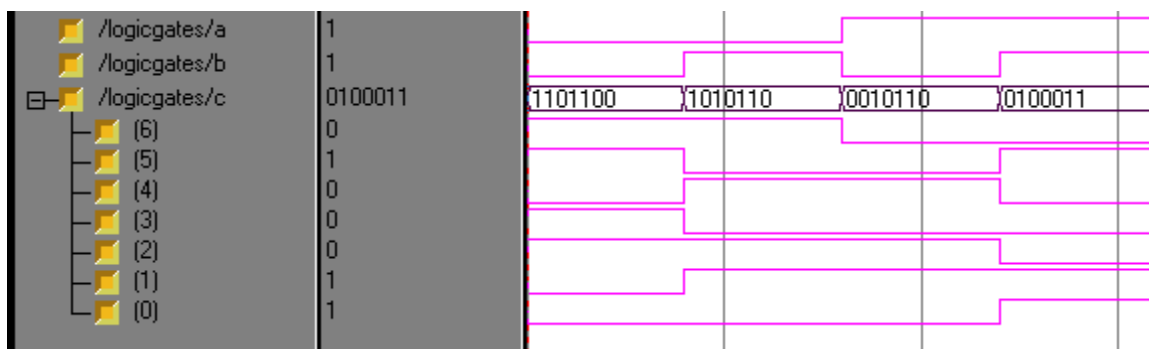 /logicgates/a 1
/logicgates/b 1
/logicgates/c 0100011 1101100 1010110 0010110 0100011
(6) 0
(5) 1
(4) 0
(3) 0
(2) 0
(1) 1
(0) 1